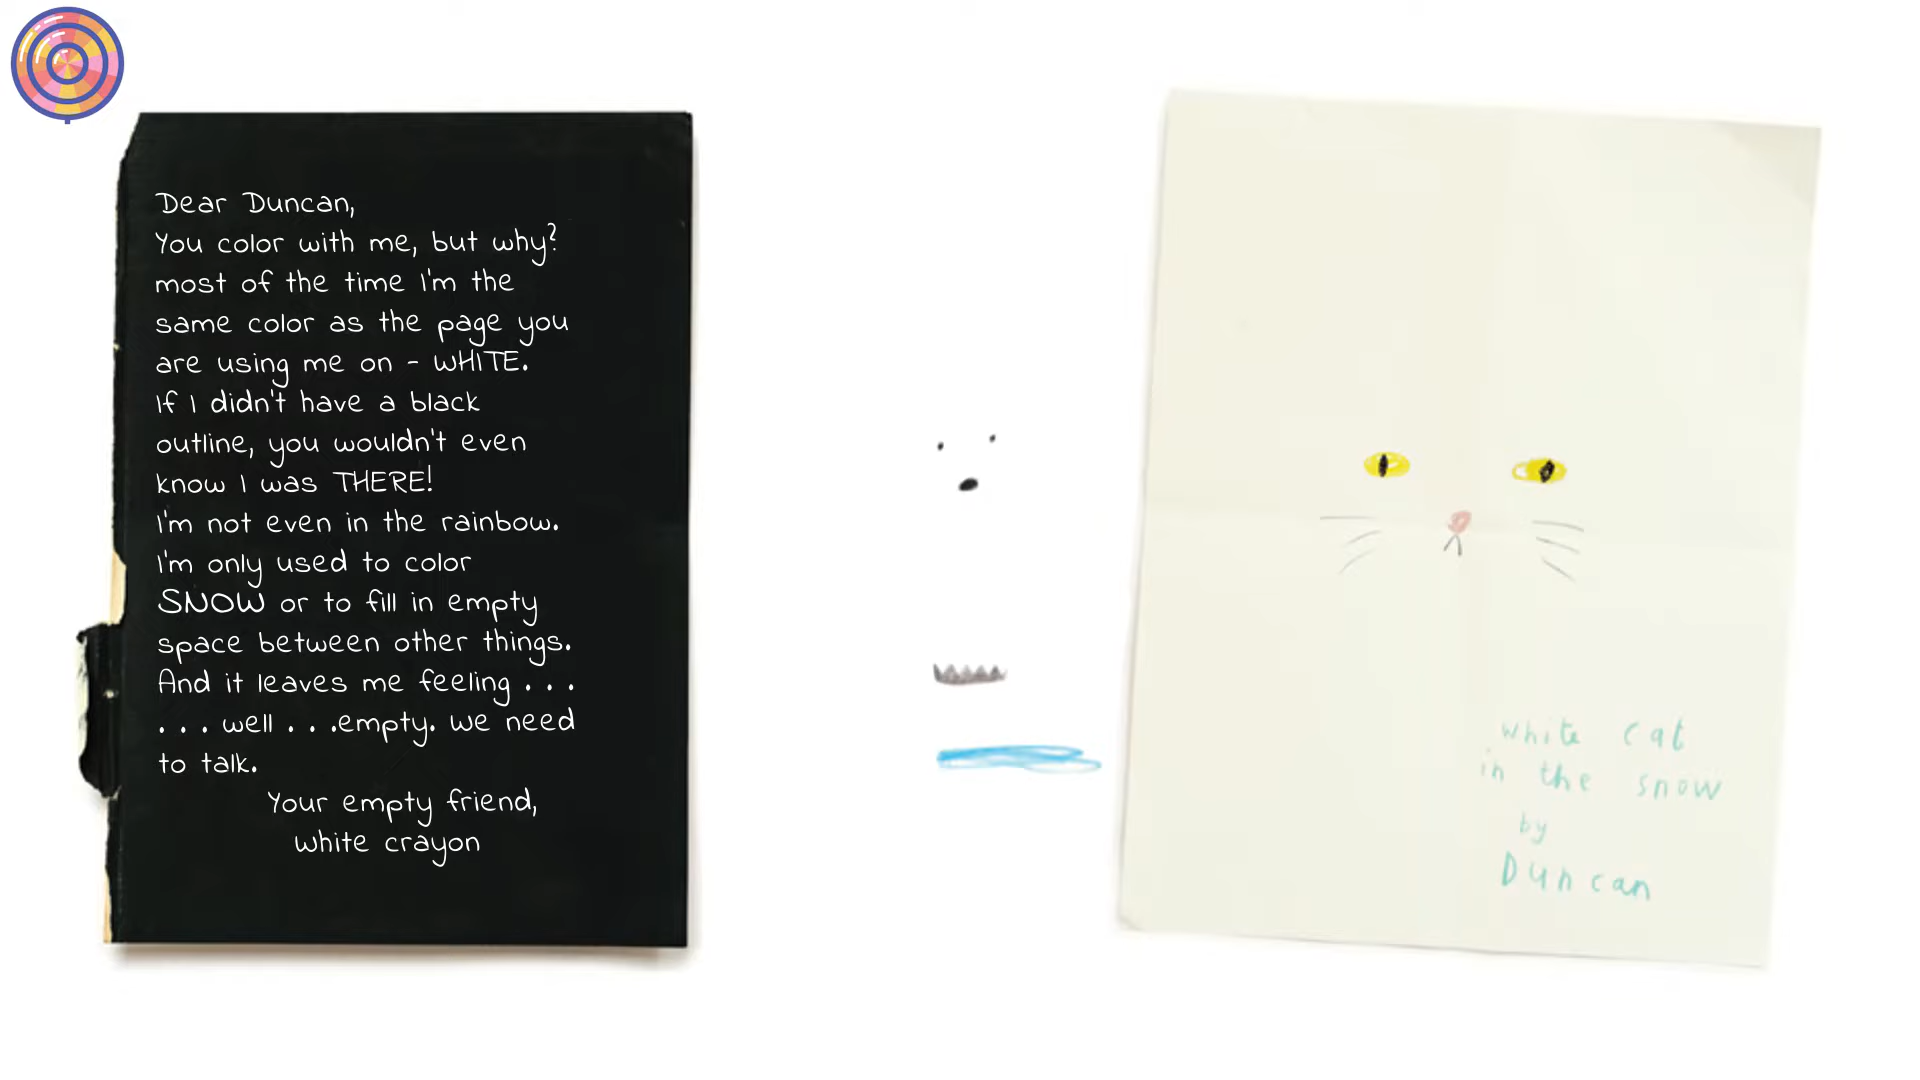 Dear Duncan,
You color with me, but why?
most of the time I'm the
same color as the page you
are using me on - WHITE.
If I didn't have a black
outline, you wouldn't even
know I was THERE!
I'm not even in the rainbow.
I'm only used to color
SNOW or to fill in empty
space between other things.
And it leaves me feeling . . .
. . . well . . .empty. We need
to talk.
Your empty friend,
White crayon
white cat
in the snow
by
Duncan